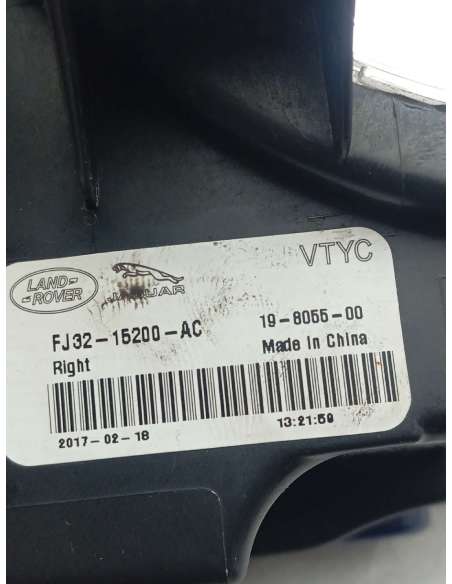 VTYC
LAND
ROVER
JAGUAR
FJ32-15200-AC
19-8055-00
Right
Made in China
2017-02-18
13:21:59